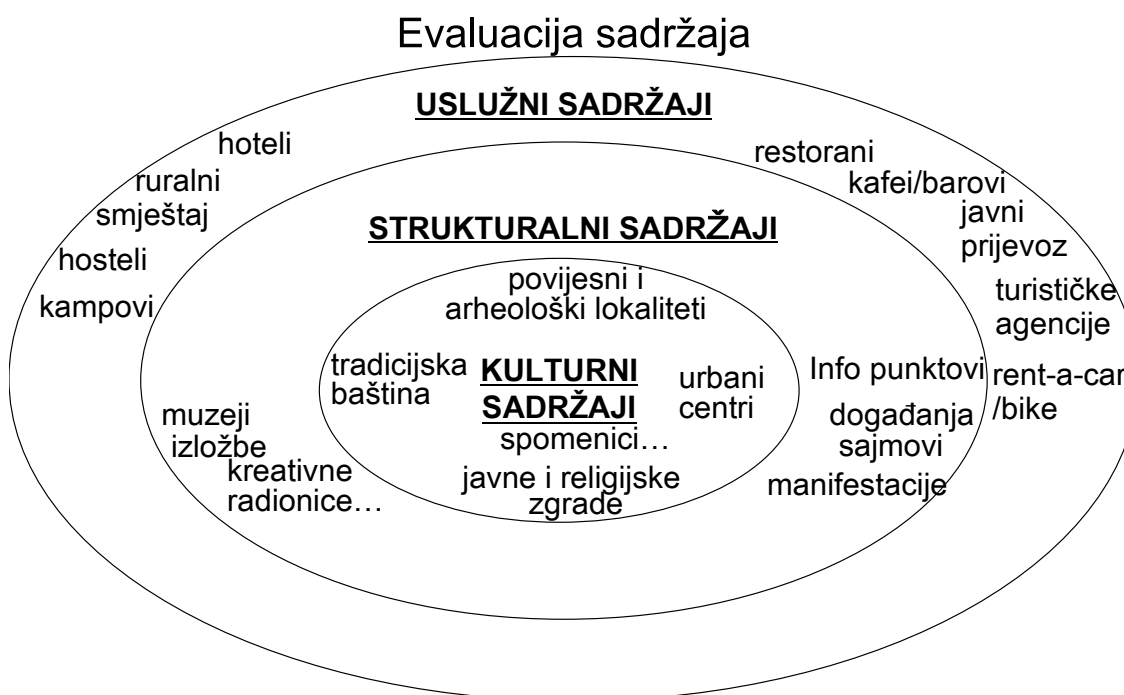 Evaluacija sadržaja
USLUŽNI SADRŽAJI
hoteli
ruralni
smještaj
hosteli
kampovi
restorani
kafei/barovi
javni
prijevoz
turističke
agencije
rent-a-car
/bike
STRUKTURALNI SADRŽAJI
muzeji
izložbe
kreativne
radionice…
Info punktovi
događanja
sajmovi
manifestacije
povijesni i
arheološki lokaliteti
tradicijska
baština
KULTURNI
SADRŽAJI
urbani
centri
spomenici…
javne i religijske
zgrade